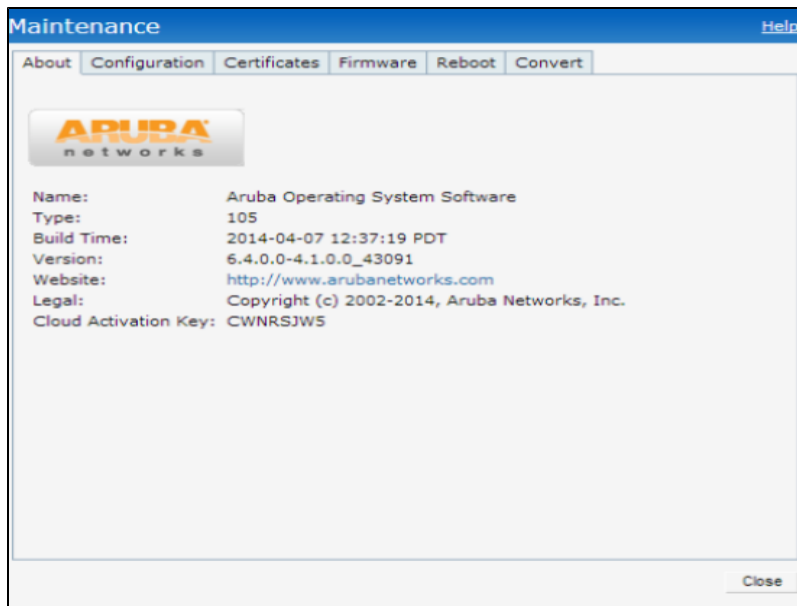 Maintenance Help
About Configuration Certificates Firmware Reboot Convert
ARUBA
networks
Name: Aruba Operating System Software
Type: 105
Build Time: 2014-04-07 12:37:19 PDT
Version: 6.4.0.0-4.1.0.0_43091
Website: http://www.arubanetworks.com
Legal: Copyright (c) 2002-2014, Aruba Networks, Inc.
Cloud Activation Key: CWNRSJW5
Close